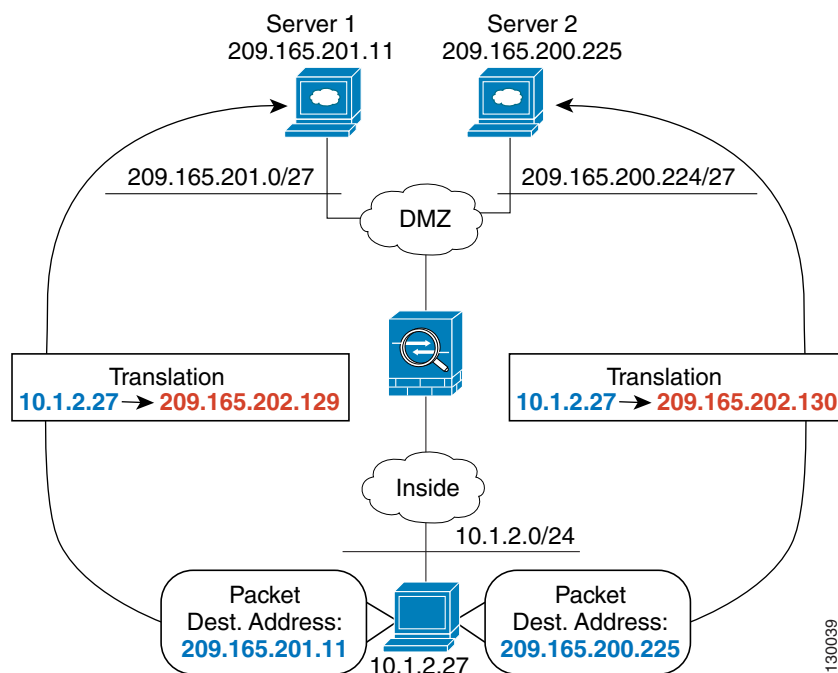 Server 1
209.165.201.11
Server 2
209.165.200.225
209.165.201.0/27
209.165.200.224/27
DMZ
Translation
10.1.2.27 209.165.202.129
Translation
10.1.2.27 209.165.202.130
Inside
10.1.2.0/24
Packet
Dest. Address:
209.165.201.11
Packet
Dest. Address:
209.165.200.225
10.1.2.27
130039